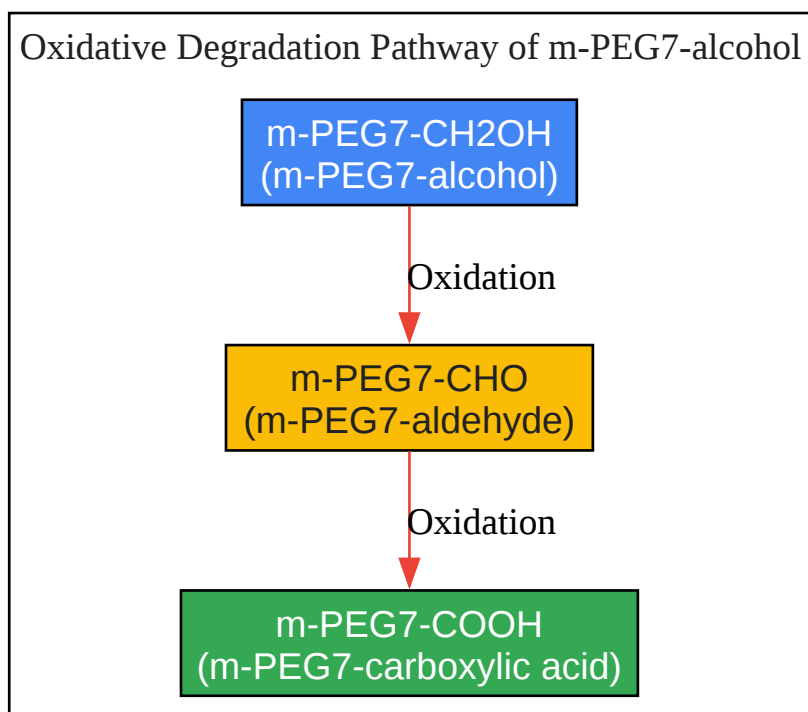 Oxidative Degradation Pathway of m-PEG7-alcohol
m-PEG7-CH2OH
(m-PEG7-alcohol)
Oxidation
m-PEG7-CHO
(m-PEG7-aldehyde)
Oxidation
m-PEG7-COOH
(m-PEG7-carboxylic acid)